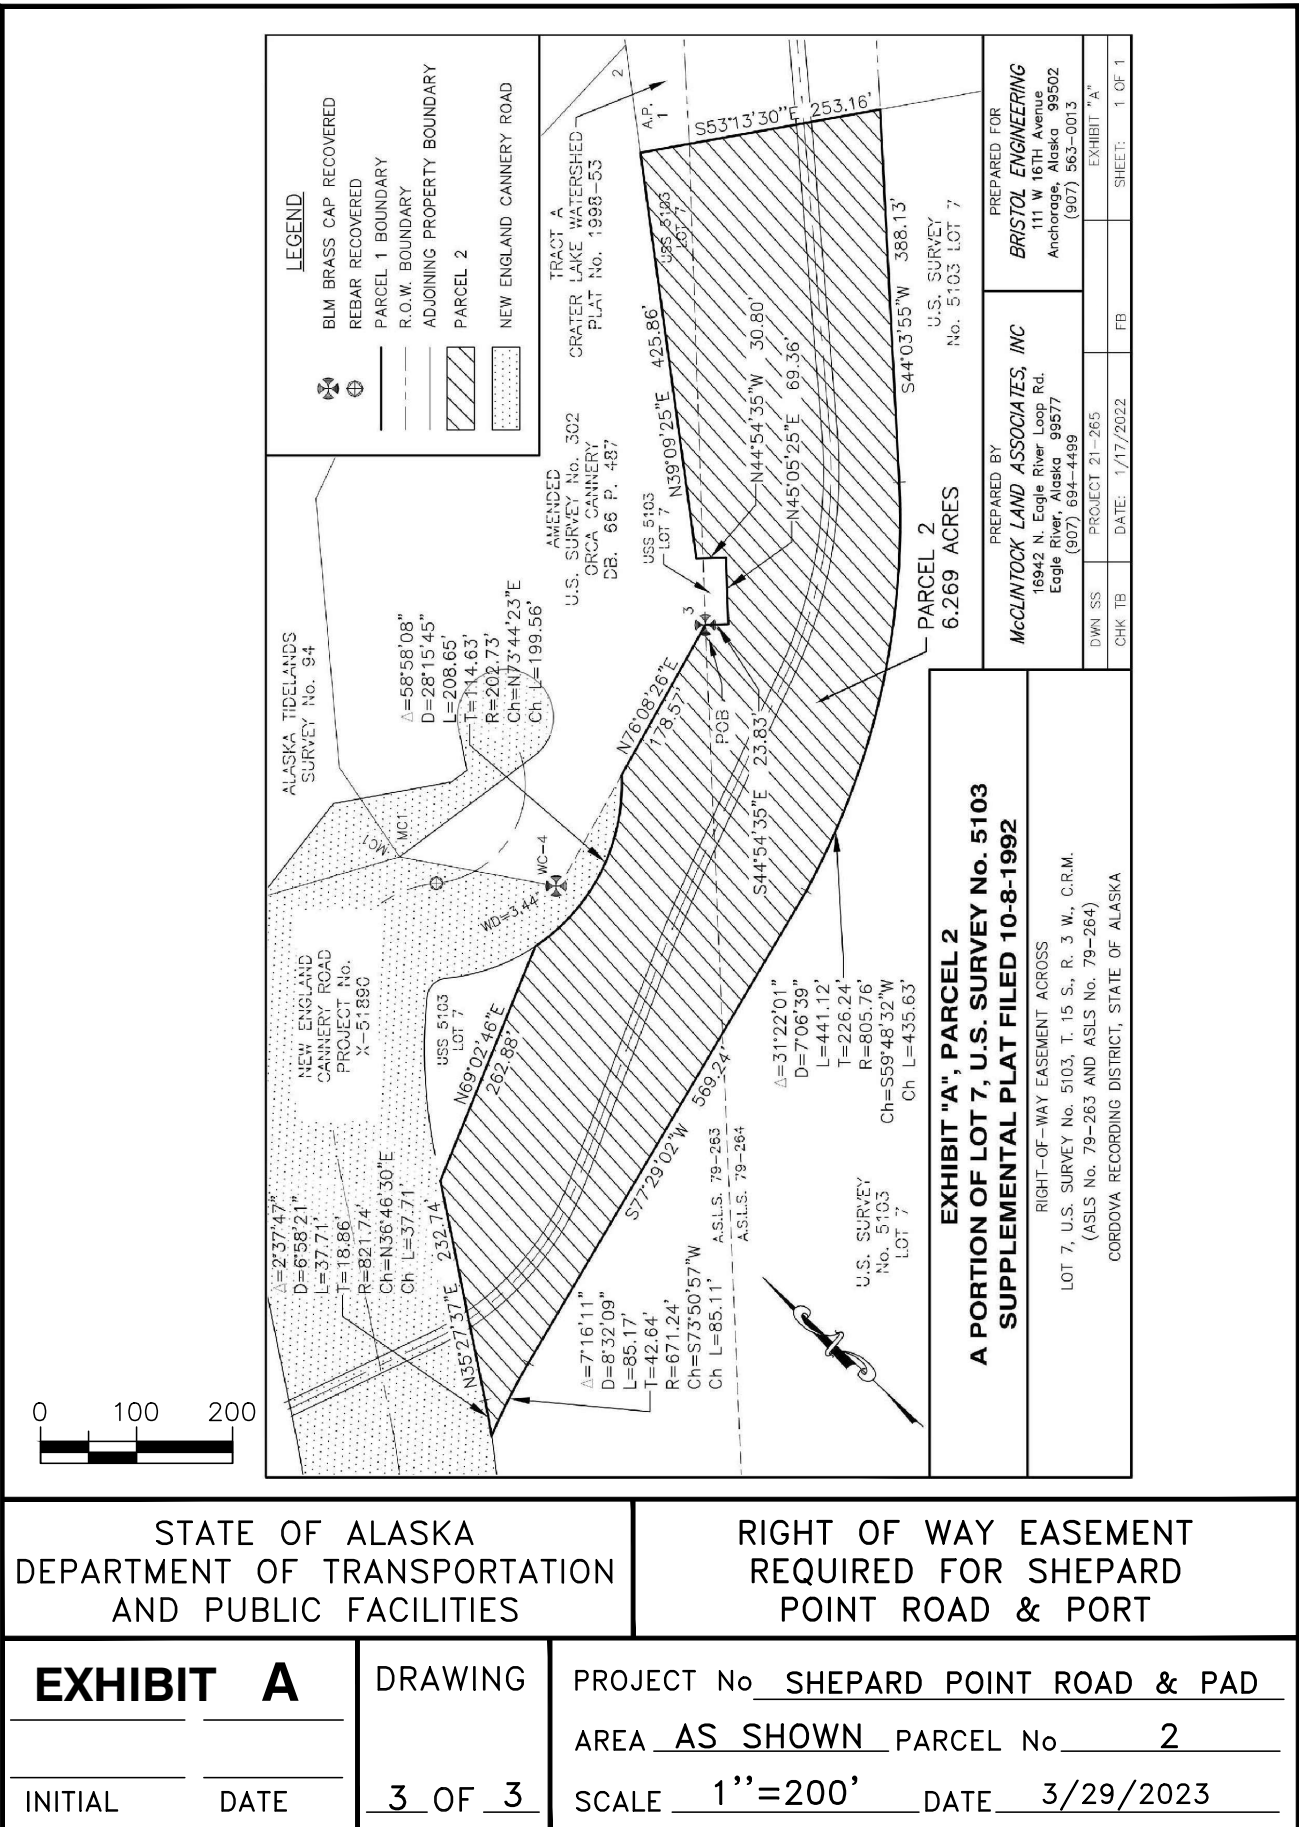 LEGEND
BLM BRASS CAP RECOVERED
REBAR RECOVERED
PARCEL 1 BOUNDARY
R.O.W. BOUNDARY
ADJOINING PROPERTY BOUNDARY
PARCEL 2
NEW ENGLAND CANNERY ROAD
TRACT A
CRATER LAKE WATERSHED
PLAT No. 1998-53
A.P.
1
2
S53°13'30"E 253.16'
USS 5103
LOT 7
N39°09'25"E 425.86'
AMENDED
U.S. SURVEY No. 302
ORCA CANNERY
DB. 66 P. 487
USS 5103
LOT 7
N44°54'35"W 30.80'
N45°05'25"E 69.36'
S44°03'55"W 388.13'
U.S. SURVEY
No. 5103 LOT 7
ALASKA TIDELANDS
SURVEY No. 94
Δ=58°58'08"
D=28°15'45"
L=208.65'
T=114.63'
R=202.73'
Ch=N73°44'23"E
Ch L=199.56'
3
N76°08'26"E
178.57'
POB
S44°54'35"E 23.83'
PARCEL 2
6.269 ACRES
MC1
MC1
WC-4
WD=3.44'
NEW ENGLAND
CANNERY ROAD
PROJECT No.
X-51890
USS 5103
LOT 7
N69°02'46"E
262.88'
Δ=2°37'47"
D=6°58'21"
L=37.71'
T=18.86'
R=821.74'
Ch=N36°46'30"E
Ch L=37.71'
N35°27'37"E 232.74'
S77°29'02"W 569.24'
A.S.L.S. 79-263
A.S.L.S. 79-264
Δ=31°22'01"
D=7°06'39"
L=441.12'
T=226.24'
R=805.76'
Ch=S59°48'32"W
Ch L=435.63'
U.S. SURVEY
No. 5103
LOT 7
Δ=7°16'11"
D=8°32'09"
L=85.17'
T=42.64'
R=671.24'
Ch=S73°50'57"W
Ch L=85.11'
PREPARED FOR
BRISTOL ENGINEERING
111 W 16TH Avenue
Anchorage, Alaska 99502
(907) 563-0013
PREPARED BY
McCLINTOCK LAND ASSOCIATES, INC
16942 N. Eagle River Loop Rd.
Eagle River, Alaska 99577
(907) 694-4499
DWN SS PROJECT 21-265 EXHIBIT "A"
CHK TB DATE: 1/17/2022 FB SHEET: 1 OF 1
EXHIBIT "A", PARCEL 2
A PORTION OF LOT 7, U.S. SURVEY No. 5103
SUPPLEMENTAL PLAT FILED 10-8-1992
RIGHT-OF-WAY EASEMENT ACROSS
LOT 7, U.S. SURVEY No. 5103, T. 15 S., R. 3 W., C.R.M.
(ASLS No. 79-263 AND ASLS No. 79-264)
CORDOVA RECORDING DISTRICT, STATE OF ALASKA
0 100 200
STATE OF ALASKA
DEPARTMENT OF TRANSPORTATION
AND PUBLIC FACILITIES
RIGHT OF WAY EASEMENT
REQUIRED FOR SHEPARD
POINT ROAD & PORT
EXHIBIT A
INITIAL DATE
DRAWING
3 OF 3
PROJECT No SHEPARD POINT ROAD & PAD
AREA AS SHOWN PARCEL No 2
SCALE 1''=200' DATE 3/29/2023